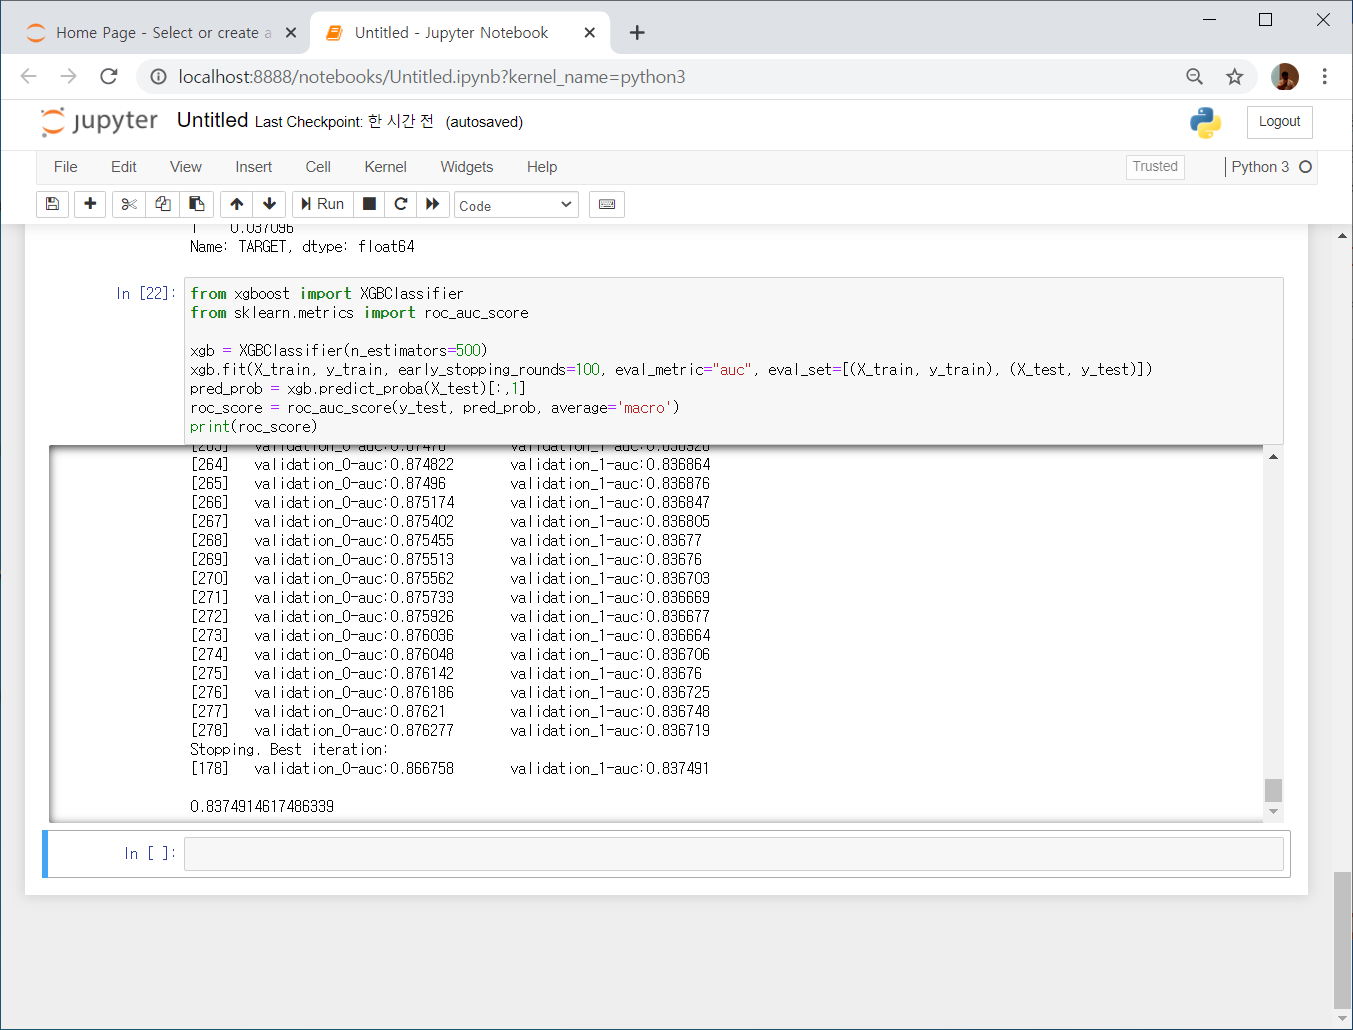 Home Page - Select or create a
Untitled - Jupyter Notebook
localhost:8888/notebooks/Untitled.ipynb?kernel_name=python3
jupyter Untitled Last Checkpoint: 한 시간 전 (autosaved)
Logout
File Edit View Insert Cell Kernel Widgets Help
Trusted
Python 3
Run
Code
1 0.037096
Name: TARGET, dtype: float64
In [22]:
from xgboost import XGBClassifier
from sklearn.metrics import roc_auc_score
xgb = XGBClassifier(n_estimators=500)
xgb.fit(X_train, y_train, early_stopping_rounds=100, eval_metric="auc", eval_set=[(X_train, y_train), (X_test, y_test)])
pred_prob = xgb.predict_proba(X_test)[:,1]
roc_score = roc_auc_score(y_test, pred_prob, average='macro')
print(roc_score)
[264] validation_0-auc:0.874822 validation_1-auc:0.836864
[265] validation_0-auc:0.87496 validation_1-auc:0.836876
[266] validation_0-auc:0.875174 validation_1-auc:0.836847
[267] validation_0-auc:0.875402 validation_1-auc:0.836805
[268] validation_0-auc:0.875455 validation_1-auc:0.83677
[269] validation_0-auc:0.875513 validation_1-auc:0.83676
[270] validation_0-auc:0.875562 validation_1-auc:0.836703
[271] validation_0-auc:0.875733 validation_1-auc:0.836669
[272] validation_0-auc:0.875926 validation_1-auc:0.836677
[273] validation_0-auc:0.876036 validation_1-auc:0.836664
[274] validation_0-auc:0.876048 validation_1-auc:0.836706
[275] validation_0-auc:0.876142 validation_1-auc:0.83676
[276] validation_0-auc:0.876186 validation_1-auc:0.836725
[277] validation_0-auc:0.87621 validation_1-auc:0.836748
[278] validation_0-auc:0.876277 validation_1-auc:0.836719
Stopping. Best iteration:
[178] validation_0-auc:0.866758 validation_1-auc:0.837491
0.8374914617486339
In [ ]: